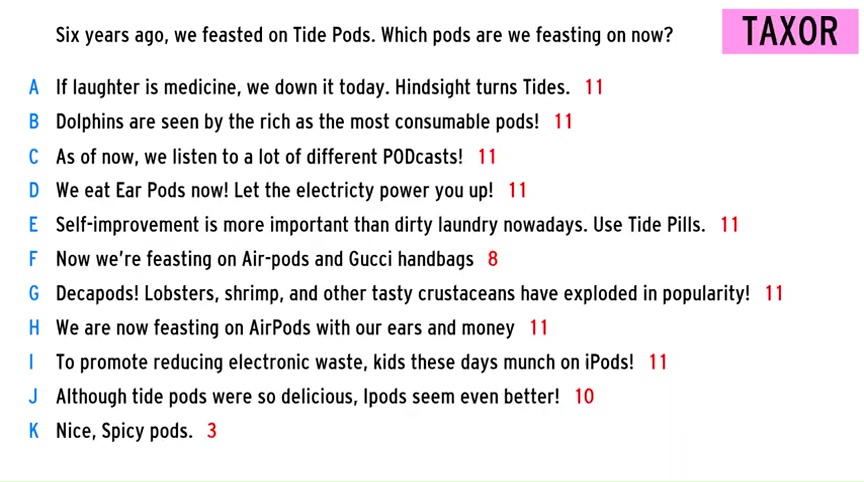 Six years ago, we feasted on Tide Pods. Which pods are we feasting on now?
TAXOR
A If laughter is medicine, we down it today. Hindsight turns Tides. 11
B Dolphins are seen by the rich as the most consumable pods! 11
C As of now, we listen to a lot of different PODcasts! 11
D We eat Ear Pods now! Let the electricty power you up! 11
E Self-improvement is more important than dirty laundry nowadays. Use Tide Pills. 11
F Now we're feasting on Air-pods and Gucci handbags 8
G Decapods! Lobsters, shrimp, and other tasty crustaceans have exploded in popularity! 11
H We are now feasting on AirPods with our ears and money 11
I To promote reducing electronic waste, kids these days munch on iPods! 11
J Although tide pods were so delicious, Ipods seem even better! 10
K Nice, Spicy pods. 3